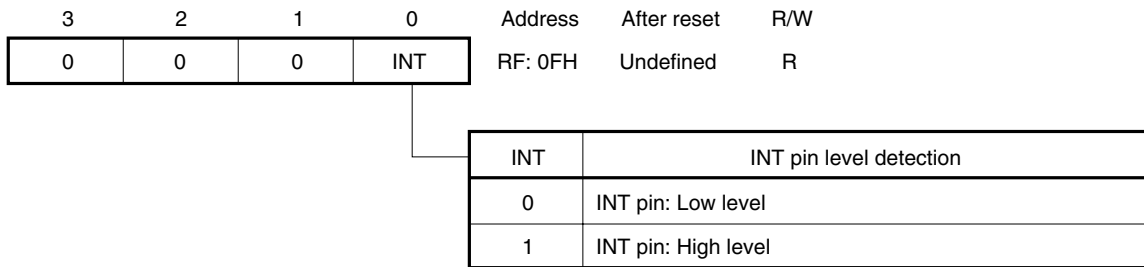 3 2 1 0 Address After reset R/W
0 0 0 INT RF: 0FH Undefined R
INT INT pin level detection
0 INT pin: Low level
1 INT pin: High level